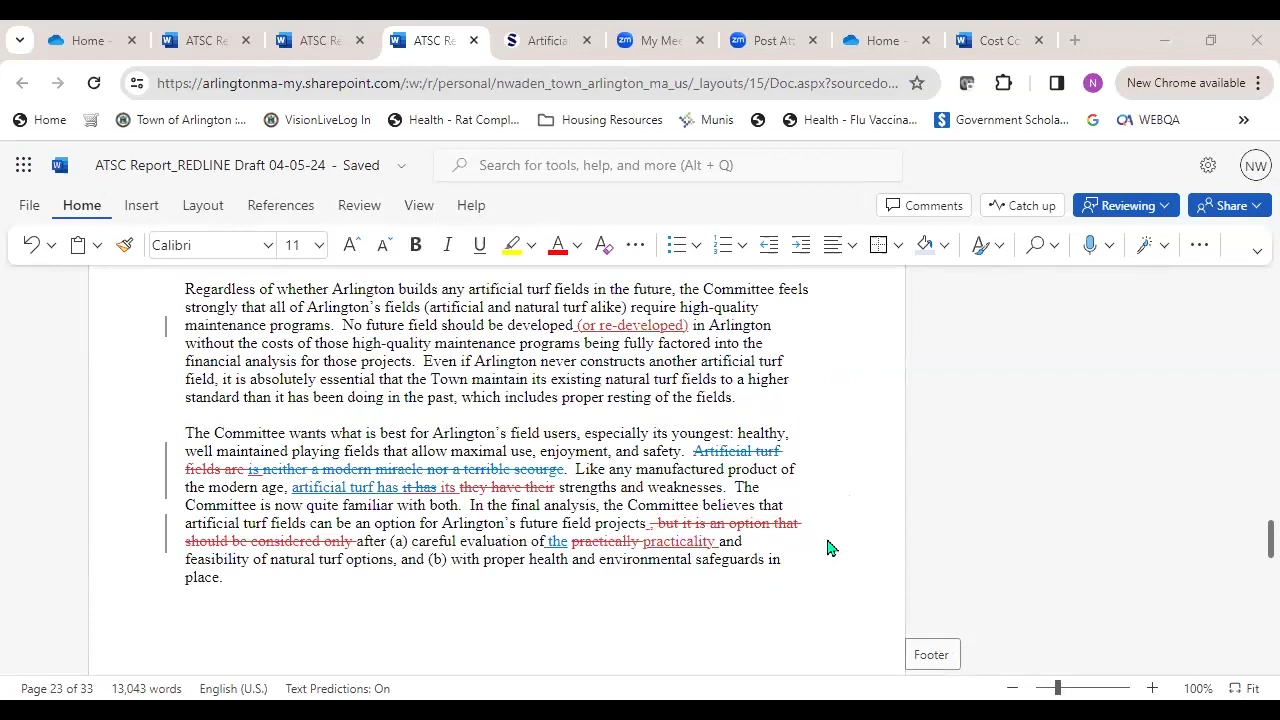 Home - ATSC Re ATSC Re ATSC Re Artificia My Mee Post Att Home - Cost Co
https://arlingtonma-my.sharepoint.com/:w:/r/personal/nwaden_town_arlington_ma_us/_layouts/15/Doc.aspx?sourcedo... N New Chrome available
Home Town of Arlington :... VisionLiveLog In Health - Rat Compl... Housing Resources Munis Health - Flu Vaccina... Government Schola... WEBQA
ATSC Report_REDLINE Draft 04-05-24 - Saved Search for tools, help, and more (Alt + Q) NW
File Home Insert Layout References Review View Help Comments Catch up Reviewing Share
Calibri 11
Regardless of whether Arlington builds any artificial turf fields in the future, the Committee feels
strongly that all of Arlington's fields (artificial and natural turf alike) require high-quality
maintenance programs. No future field should be developed (or re-developed) in Arlington
without the costs of those high-quality maintenance programs being fully factored into the
financial analysis for those projects. Even if Arlington never constructs another artificial turf
field, it is absolutely essential that the Town maintain its existing natural turf fields to a higher
standard than it has been doing in the past, which includes proper resting of the fields.
The Committee wants what is best for Arlington's field users, especially its youngest: healthy,
well maintained playing fields that allow maximal use, enjoyment, and safety. Artificial turf
fields are is neither a modern miracle nor a terrible scourge. Like any manufactured product of
the modern age, artificial turf has it has its they have their strengths and weaknesses. The
Committee is now quite familiar with both. In the final analysis, the Committee believes that
artificial turf fields can be an option for Arlington's future field projects , but it is an option that
should be considered only after (a) careful evaluation of the practically practicality and
feasibility of natural turf options, and (b) with proper health and environmental safeguards in
place.
Footer
Page 23 of 33 13,043 words English (U.S.) Text Predictions: On 100% Fit